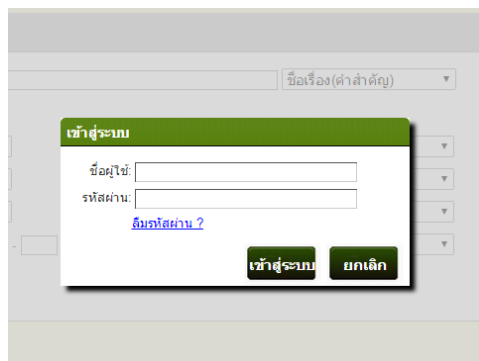 ชื่อเรื่อง(คำสำคัญ)
เข้าสู่ระบบ
ชื่อผู้ใช้:
รหัสผ่าน:
ลืมรหัสผ่าน ?
-
เข้าสู่ระบบ ยกเลิก